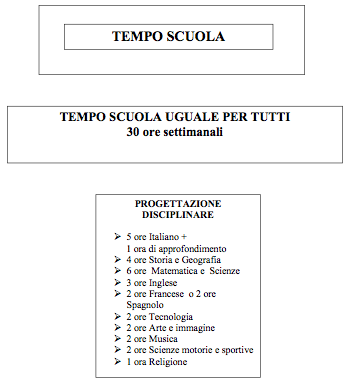 TEMPO SCUOLA
TEMPO SCUOLA UGUALE PER TUTTI
30 ore settimanali
PROGETTAZIONE
DISCIPLINARE
➢ 5 ore Italiano +
1 ora di approfondimento
➢ 4 ore Storia e Geografia
➢ 6 ore Matematica e Scienze
➢ 3 ore Inglese
➢ 2 ore Francese o 2 ore
Spagnolo
➢ 2 ore Tecnologia
➢ 2 ore Arte e immagine
➢ 2 ore Musica
➢ 2 ore Scienze motorie e sportive
➢ 1 ora Religione